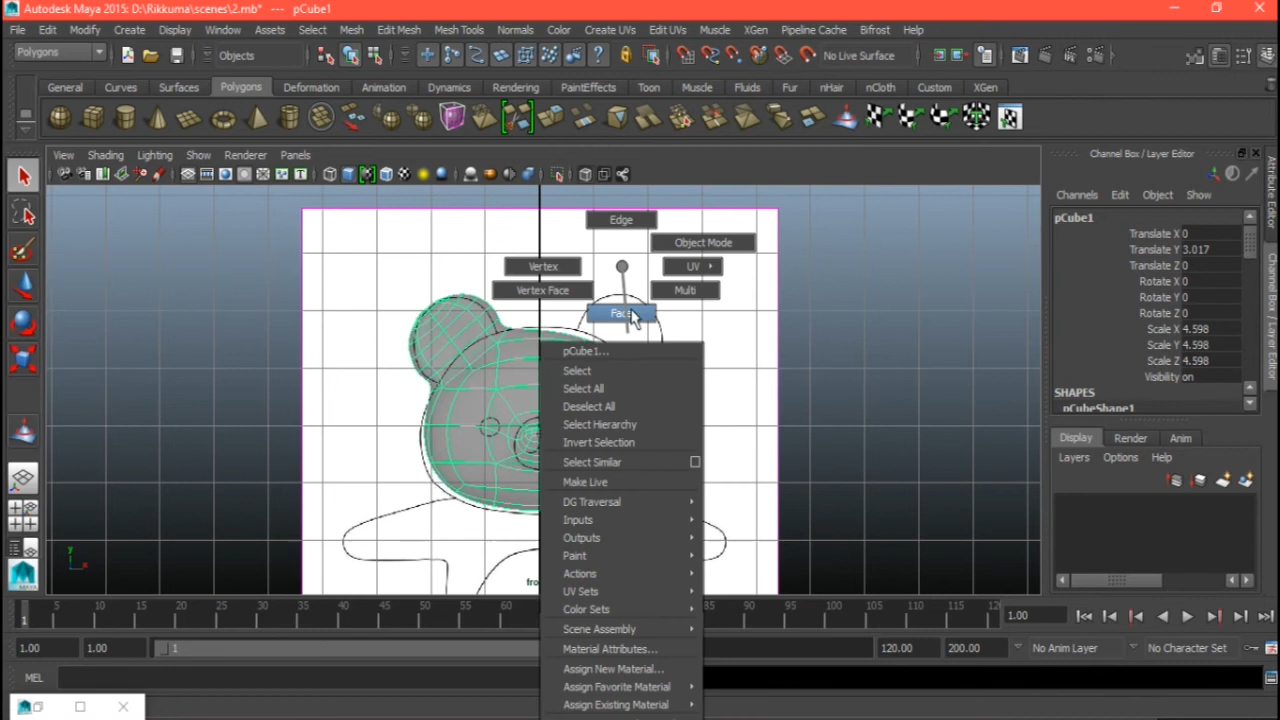 Autodesk Maya 2015: D:\Rikkuma\scenes\2.mb* --- pCube1
File Edit Modify Create Display Window Assets Select Mesh Edit Mesh Mesh Tools Normals Color Create UVs Edit UVs Muscle XGen Pipeline Cache Bifrost Help
Polygons Objects No Live Surface
General Curves Surfaces Polygons Deformation Animation Dynamics Rendering PaintEffects Toon Muscle Fluids Fur nHair nCloth Custom XGen
View Shading Lighting Show Renderer Panels
Channel Box / Layer Editor
Channels Edit Object Show
pCube1
Translate X 0
Translate Y 3.017
Translate Z 0
Rotate X 0
Rotate Y 0
Rotate Z 0
Scale X 4.598
Scale Y 4.598
Scale Z 4.598
Visibility on
SHAPES
pCubeShape1
Display Render Anim
Layers Options Help
Attribute Editor
Channel Box / Layer Editor
Edge
Object Mode
Vertex UV
Vertex Face Multi
Face
pCube1...
Select
Select All
Deselect All
Select Hierarchy
Invert Selection
Select Similar
Make Live
DG Traversal
Inputs
Outputs
Paint
Actions
UV Sets
Color Sets
Scene Assembly
Material Attributes...
Assign New Material...
Assign Favorite Material
Assign Existing Material
y
x
5 10 15 20 25 30 35 40 45 50 55 60 85 90 95 100 105 110 115 12
1 1.00
1.00 1.00 1 120.00 200.00 No Anim Layer No Character Set
MEL